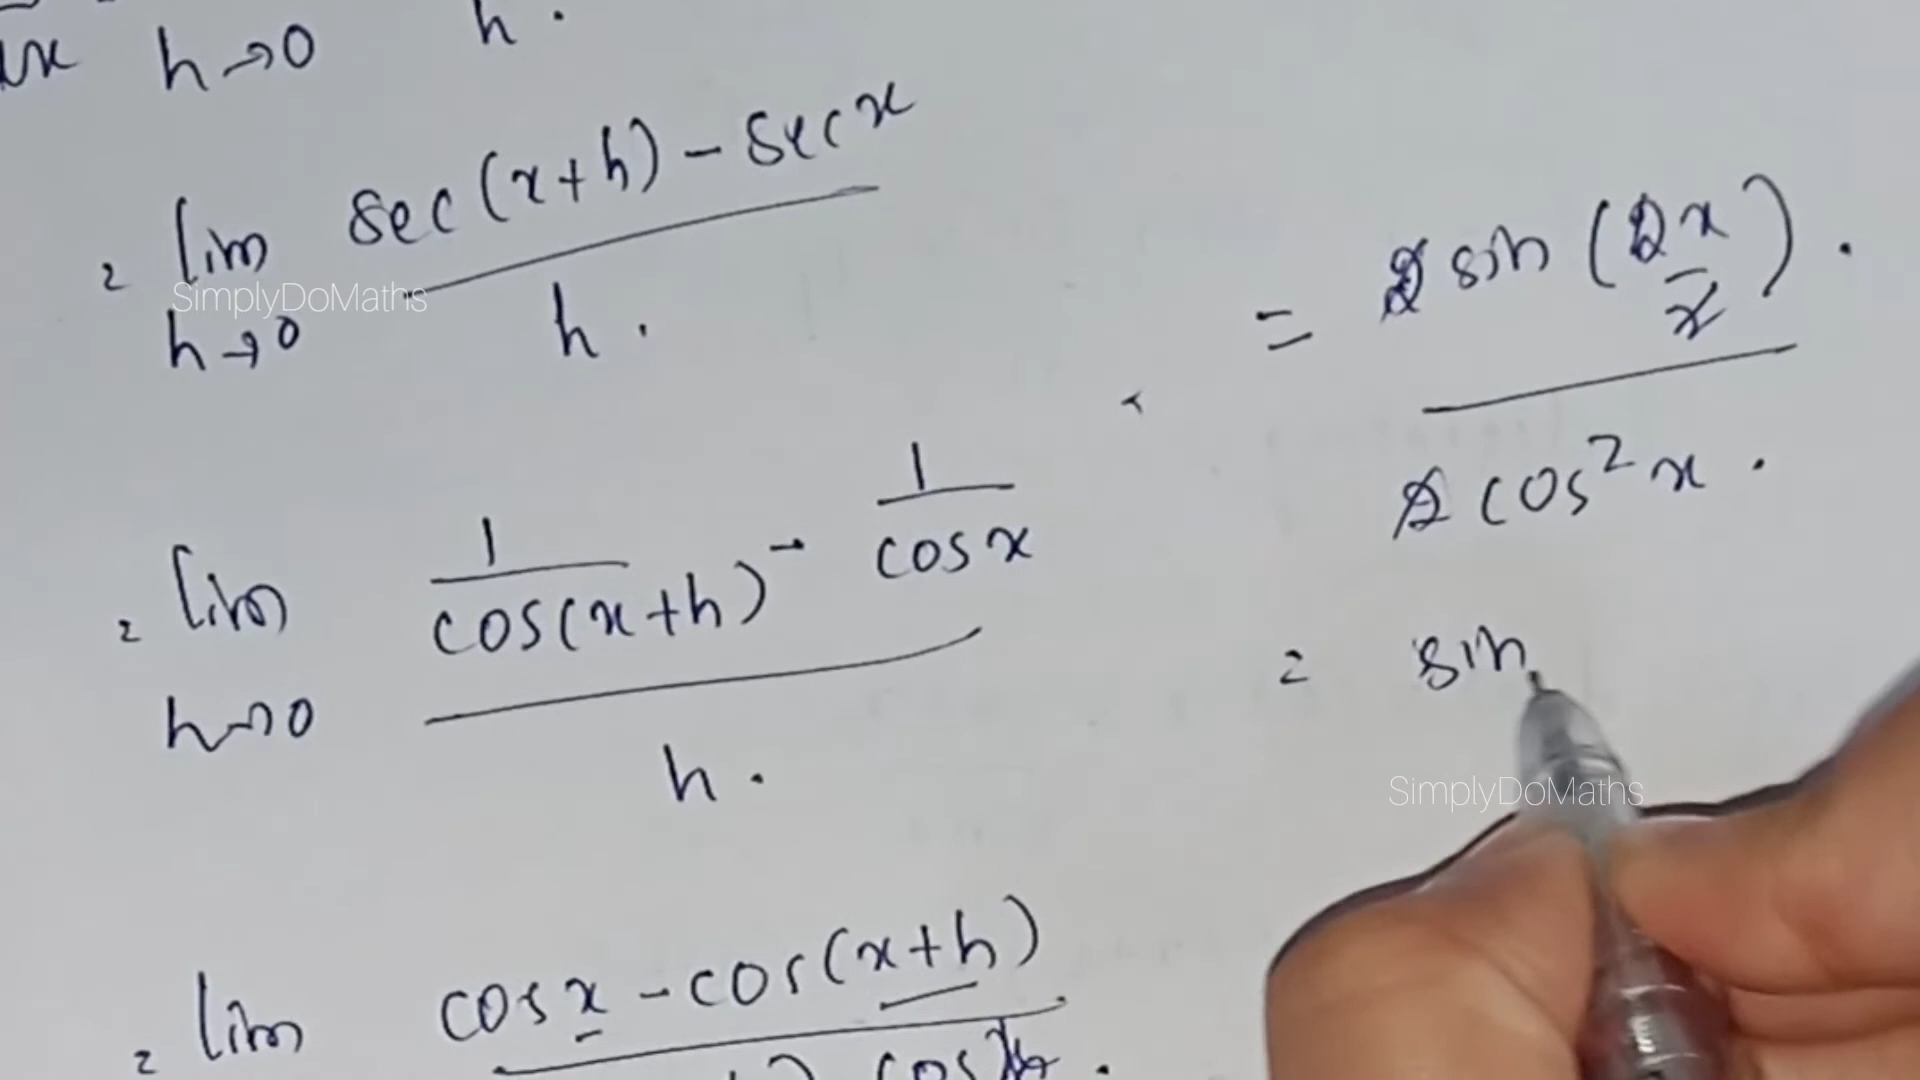 h→0 h.
= lim sec(x+h) - sec x
SimplyDoMaths
h→0 h.
= lim 1/cos(x+h) - 1/cos x
h→0 h.
= lim cos x - cos(x+h)
cos x.
= 2 sin (2x/2).
2 cos² x.
= sin
SimplyDoMaths